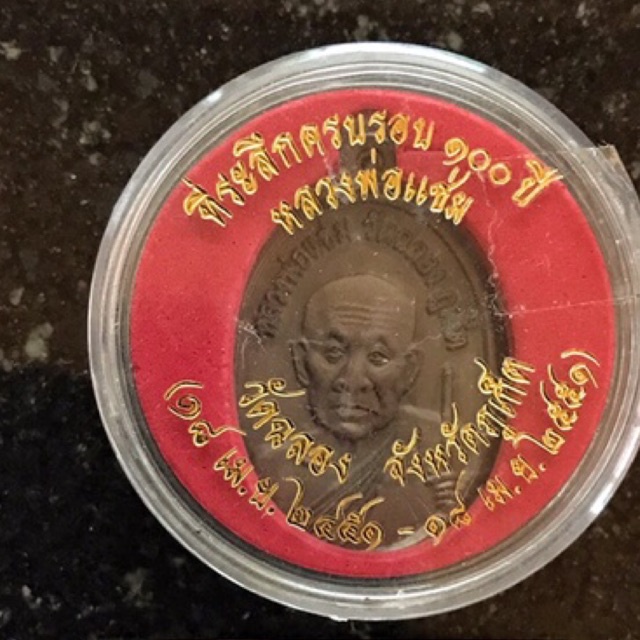 ที่ระลึกครบรอบ ๑๐๐ ปี
หลวงพ่อแช่ม
วัดฉลอง จังหวัดภูเก็ต
(๑๘ เม.ย. ๒๔๕๑ - ๑๘ เม.ย. ๒๕๕๑)